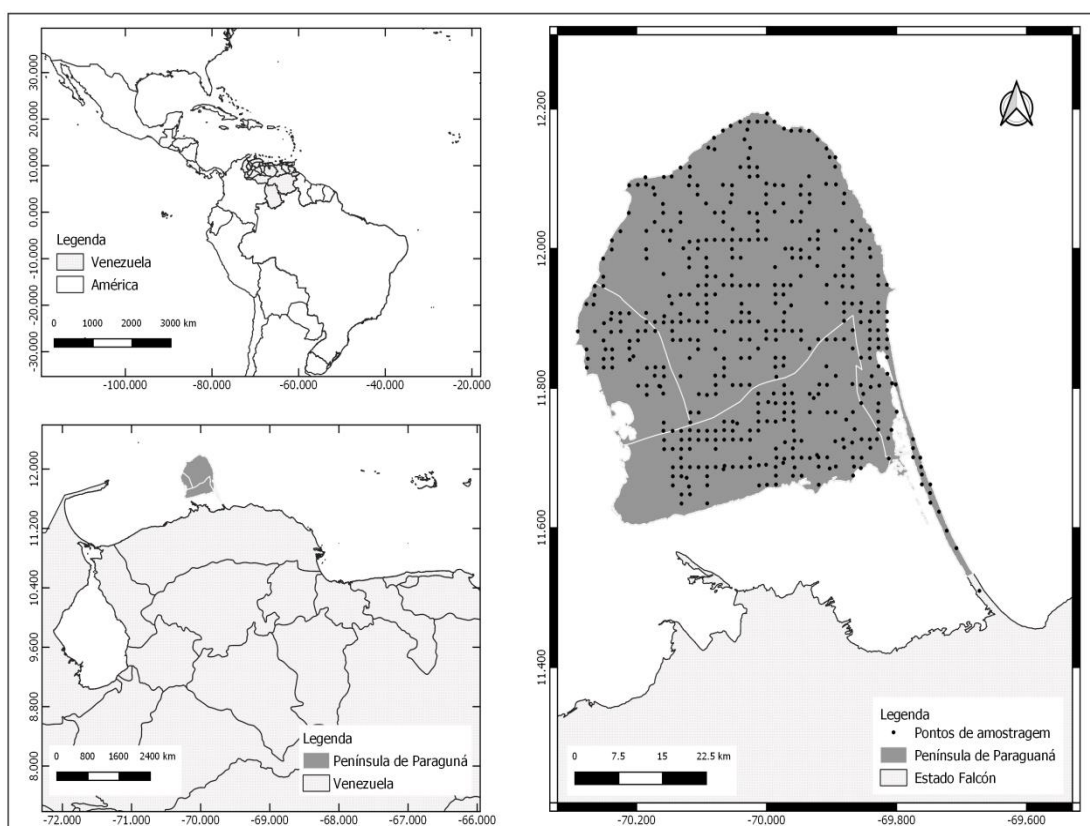 30.000
20.000
10.000
0.000
-10.000
-20.000
-30.000
Legenda
Venezuela
América
0 1000 2000 3000 km
-100.000 -80.000 -60.000 -40.000 -20.000
12.000
11.200
10.400
9.600
8.800
8.000
0 800 1600 2400 km
Legenda
Península de Paraguná
Venezuela
-72.000 -71.000 -70.000 -69.000 -68.000 -67.000 -66.000
12.200
12.000
11.800
11.600
11.400
0 7.5 15 22.5 km
Legenda
Pontos de amostragem
Península de Paraguaná
Estado Falcón
-70.200 -70.000 -69.800 -69.600